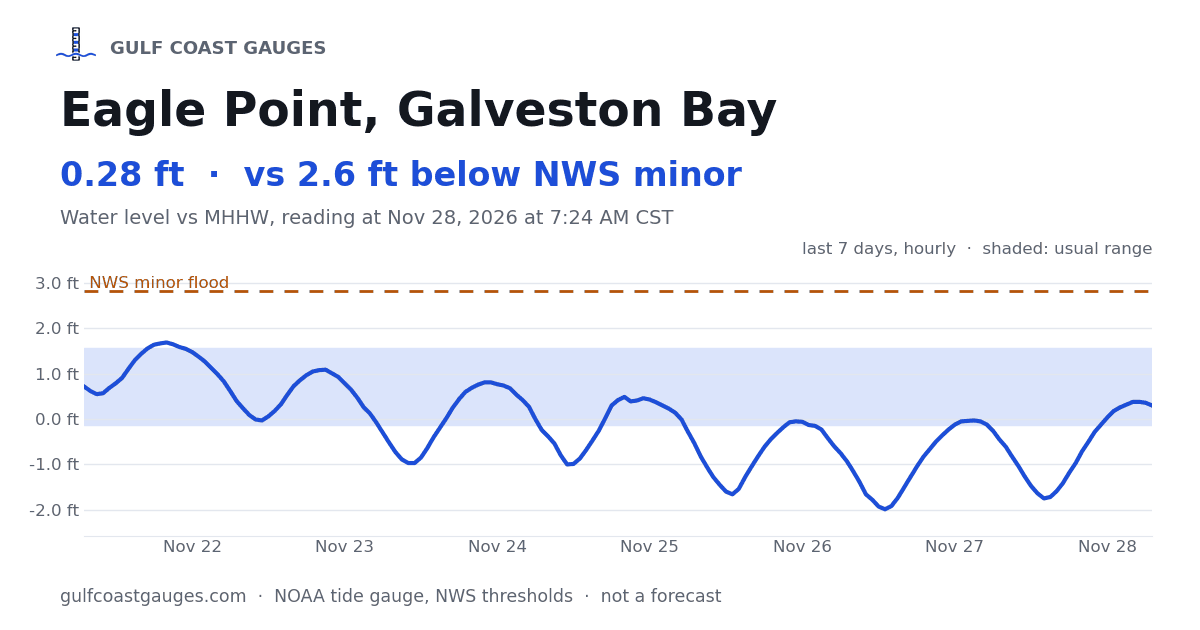 GULF COAST GAUGES
Eagle Point, Galveston Bay
0.28 ft · vs 2.6 ft below NWS minor
Water level vs MHHW, reading at Nov 28, 2026 at 7:24 AM CST
last 7 days, hourly · shaded: usual range
3.0 ft
NWS minor flood
2.0 ft
1.0 ft
0.0 ft
-1.0 ft
-2.0 ft
Nov 22 Nov 23 Nov 24 Nov 25 Nov 26 Nov 27 Nov 28
gulfcoastgauges.com · NOAA tide gauge, NWS thresholds · not a forecast